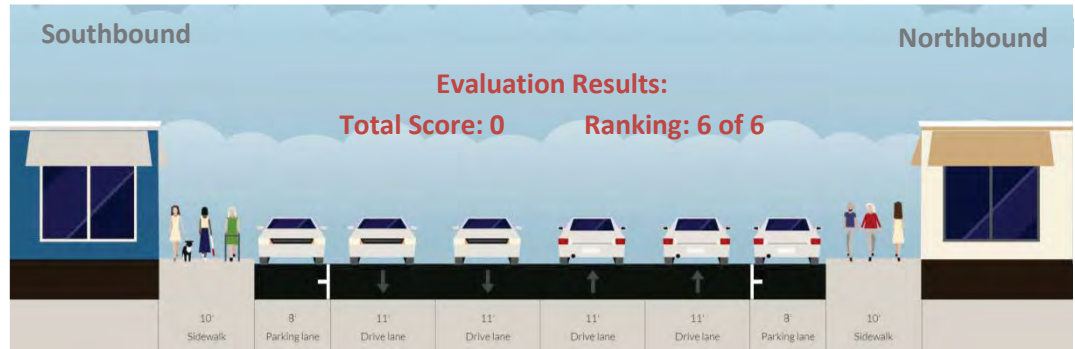 Southbound
Northbound
Evaluation Results:
Total Score: 0 Ranking: 6 of 6
10' 8' 11' 11' 11' 11' 8' 10'
Sidewalk Parking lane Drive lane Drive lane Drive lane Drive lane Parking lane Sidewalk